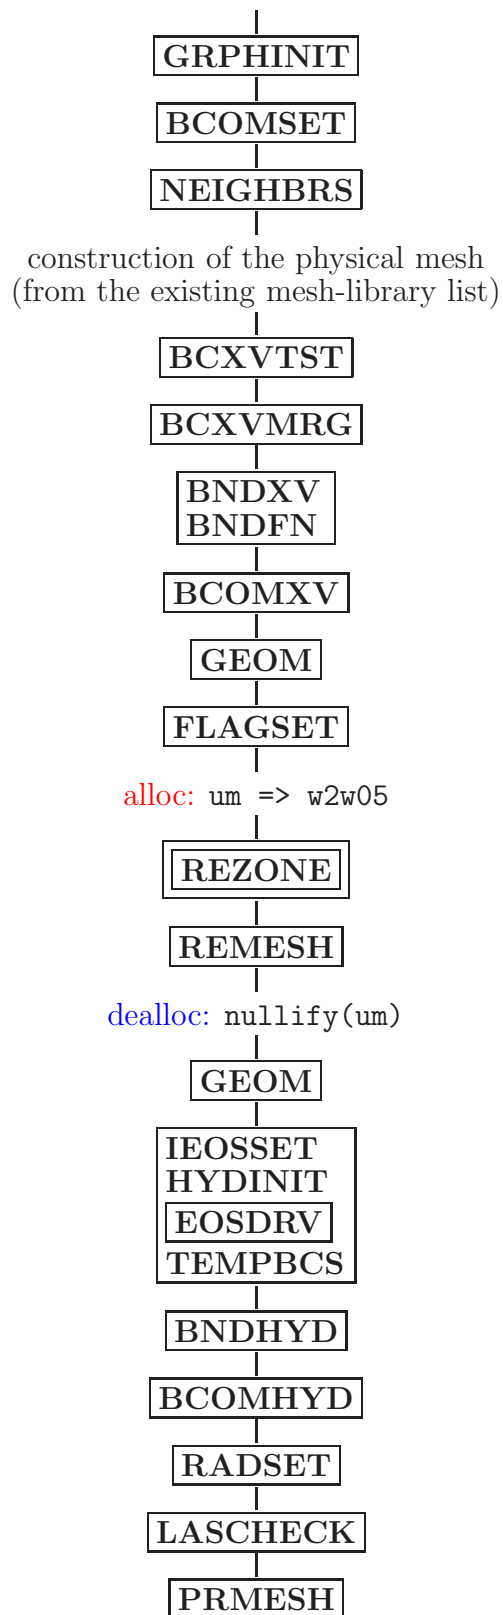 GRPHINIT
BCOMSET
NEIGHBRS
construction of the physical mesh
(from the existing mesh-library list)
BCXVTST
BCXVMRG
BNDXV
BNDFN
BCOMXV
GEOM
FLAGSET
alloc: um => w2w05
REZONE
REMESH
dealloc: nullify(um)
GEOM
IEOSSET
HYDINIT
EOSDRV
TEMPBCS
BNDHYD
BCOMHYD
RADSET
LASCHECK
PRMESH